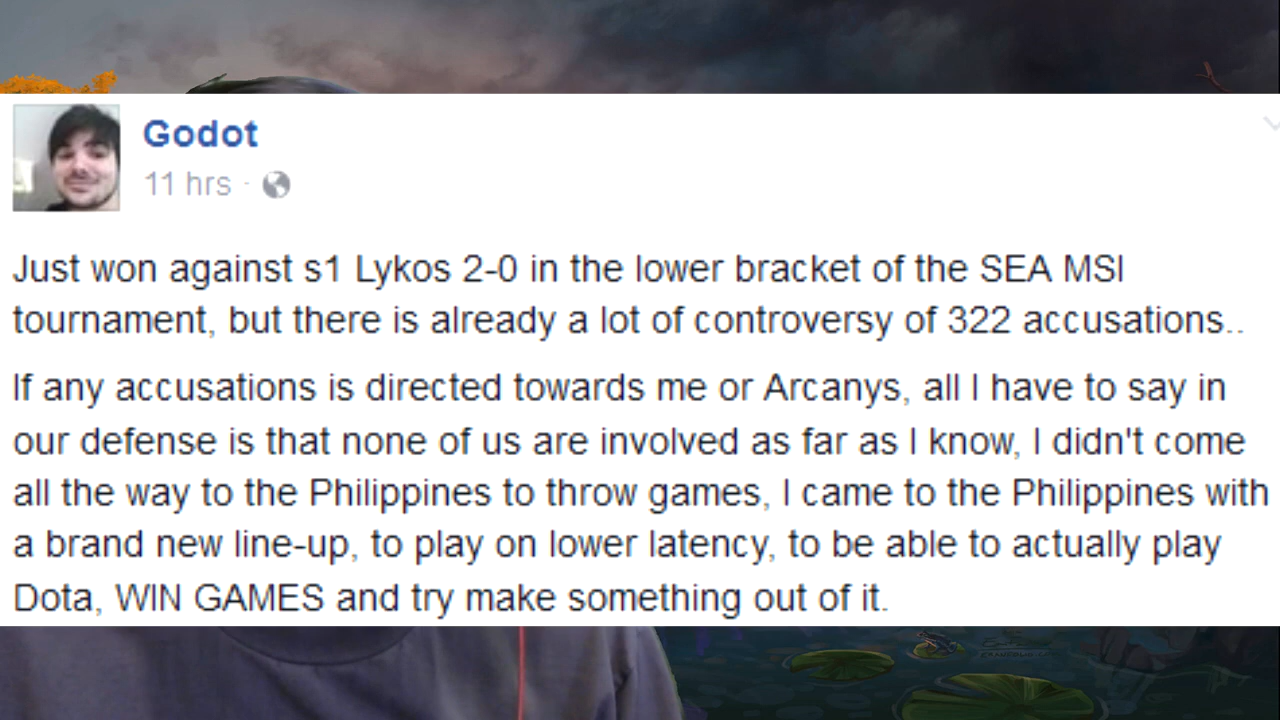 Godot
11 hrs ·
Just won against s1 Lykos 2-0 in the lower bracket of the SEA MSI
tournament, but there is already a lot of controversy of 322 accusations..
If any accusations is directed towards me or Arcanys, all I have to say in
our defense is that none of us are involved as far as I know, I didn't come
all the way to the Philippines to throw games, I came to the Philippines with
a brand new line-up, to play on lower latency, to be able to actually play
Dota, WIN GAMES and try make something out of it.